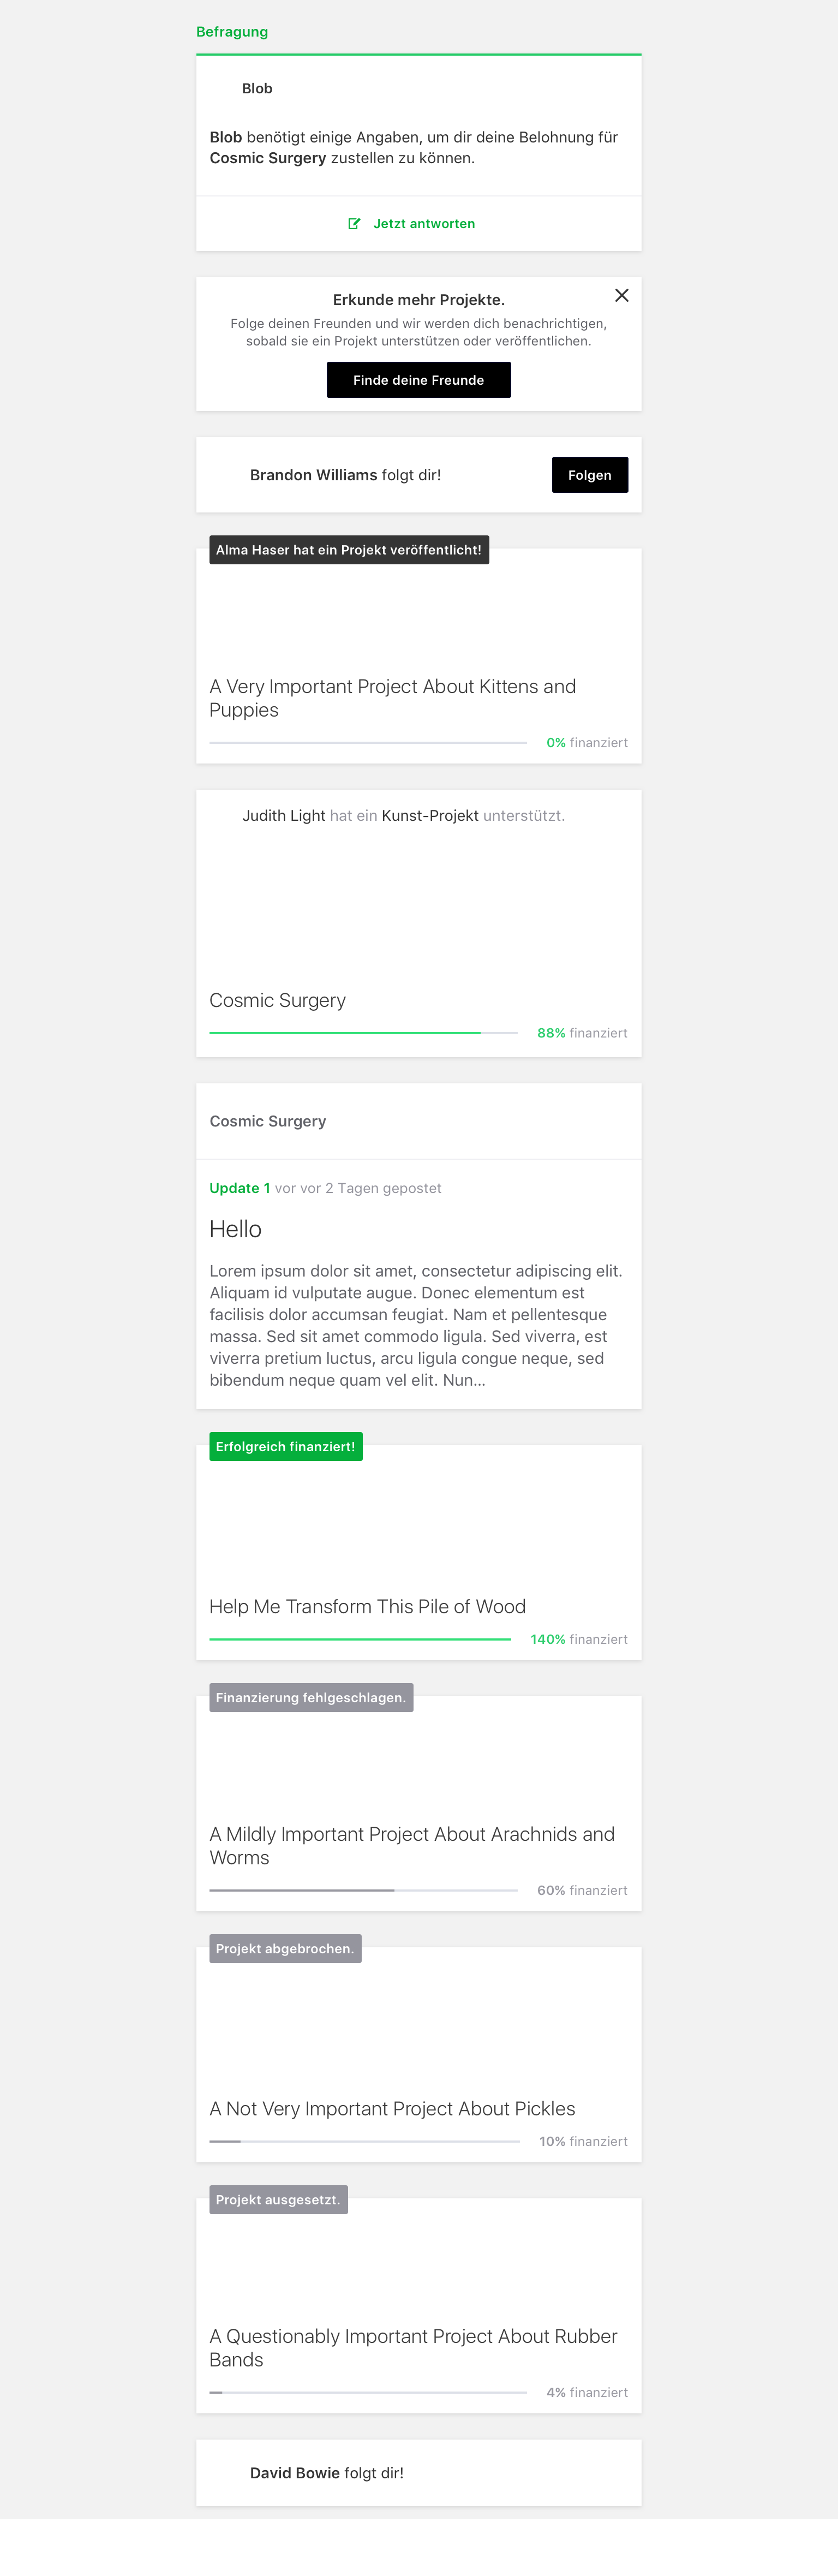 Befragung
Blob
Blob benötigt einige Angaben, um dir deine Belohnung für
Cosmic Surgery zustellen zu können.
Jetzt antworten
Erkunde mehr Projekte.
Folge deinen Freunden und wir werden dich benachrichtigen,
sobald sie ein Projekt unterstützen oder veröffentlichen.
Finde deine Freunde
Brandon Williams folgt dir!
Folgen
Alma Haser hat ein Projekt veröffentlicht!
A Very Important Project About Kittens and
Puppies
0% finanziert
Judith Light hat ein Kunst-Projekt unterstützt.
Cosmic Surgery
88% finanziert
Cosmic Surgery
Update 1 vor vor 2 Tagen gepostet
Hello
Lorem ipsum dolor sit amet, consectetur adipiscing elit.
Aliquam id vulputate augue. Donec elementum est
facilisis dolor accumsan feugiat. Nam et pellentesque
massa. Sed sit amet commodo ligula. Sed viverra, est
viverra pretium luctus, arcu ligula congue neque, sed
bibendum neque quam vel elit. Nun...
Erfolgreich finanziert!
Help Me Transform This Pile of Wood
140% finanziert
Finanzierung fehlgeschlagen.
A Mildly Important Project About Arachnids and
Worms
60% finanziert
Projekt abgebrochen.
A Not Very Important Project About Pickles
10% finanziert
Projekt ausgesetzt.
A Questionably Important Project About Rubber
Bands
4% finanziert
David Bowie folgt dir!